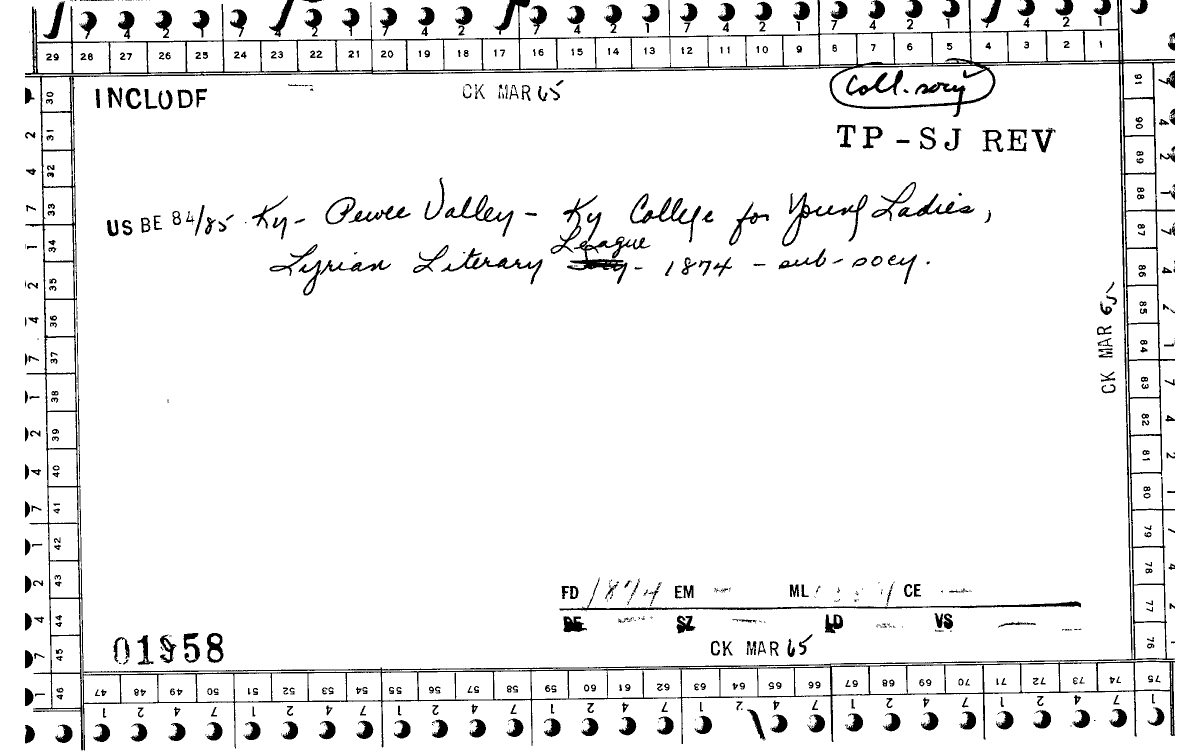 7 4 2 1 7 4 2 1 7 4 2 1 7 4 2 1 7 4 2 1 7 4 2 1
29 28 27 26 25 24 23 22 21 20 19 18 17 16 15 14 13 12 11 10 9 8 7 6 5 4 3 2 1
INCLUDE CK MAR 65 Coll. socy
TP-SJ REV
US BE 84/85 Ky- Pewee Valley - Ky College for Young Ladies,
League
Lyrian Literary - 1874 - sub-socy.
30 31 32 33 34 35 36 37 38 39 40 41 42 43 44 45 46
91 90 89 88 87 86 85 84 83 82 81 80 79 78 77 76
CK MAR 65
FD 1874 EM — ML CE —
BE — SZ — LD — VS —
CK MAR 65
01958
47 48 49 50 51 52 53 54 55 56 57 58 59 60 61 62 63 64 65 66 67 68 69 70 71 72 73 74 75
1 2 4 7 1 2 4 7 1 2 4 7 1 2 4 7 1 2 4 7 1 2 4 7 1 2 4 7 1